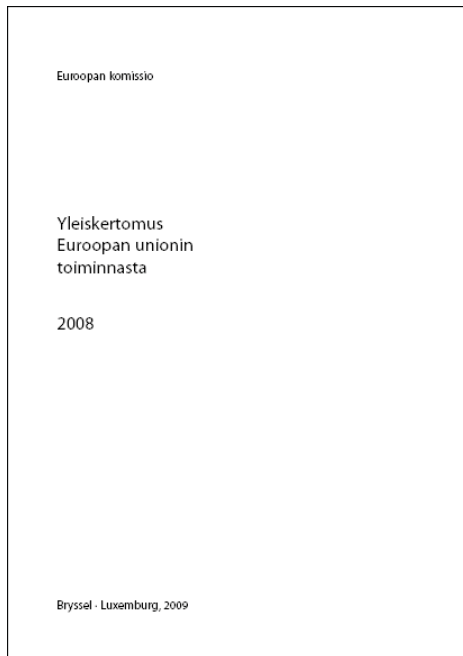 Euroopan komissio
Yleiskertomus
Euroopan unionin
toiminnasta
2008
Bryssel · Luxemburg, 2009